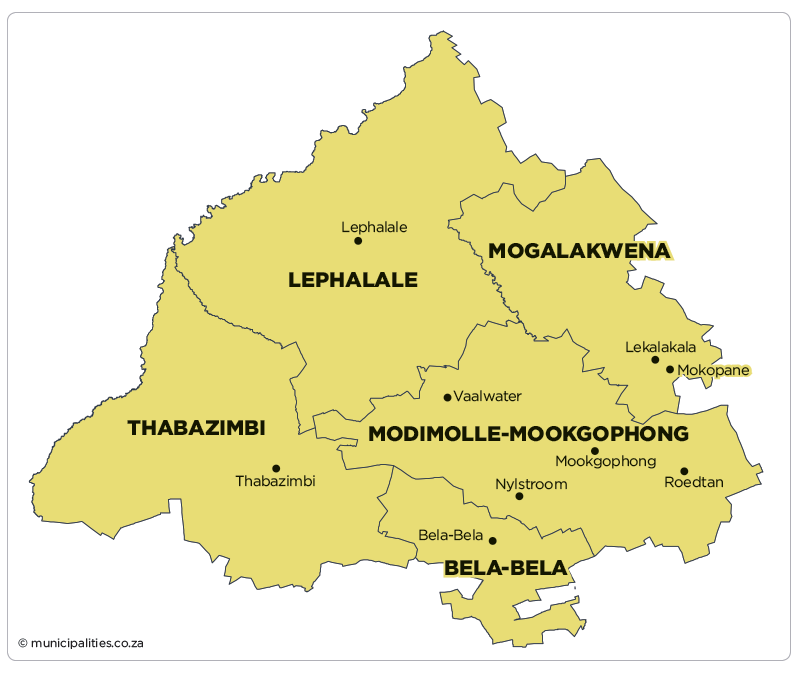 Lephalale
MOGALAKWENA
LEPHALALE
Lekalakala
Mokopane
Vaalwater
THABAZIMBI
MODIMOLLE-MOOKGOPHONG
Mookgophong
Thabazimbi
Nylstroom
Roedtan
Bela-Bela
BELA-BELA
© municipalities.co.za